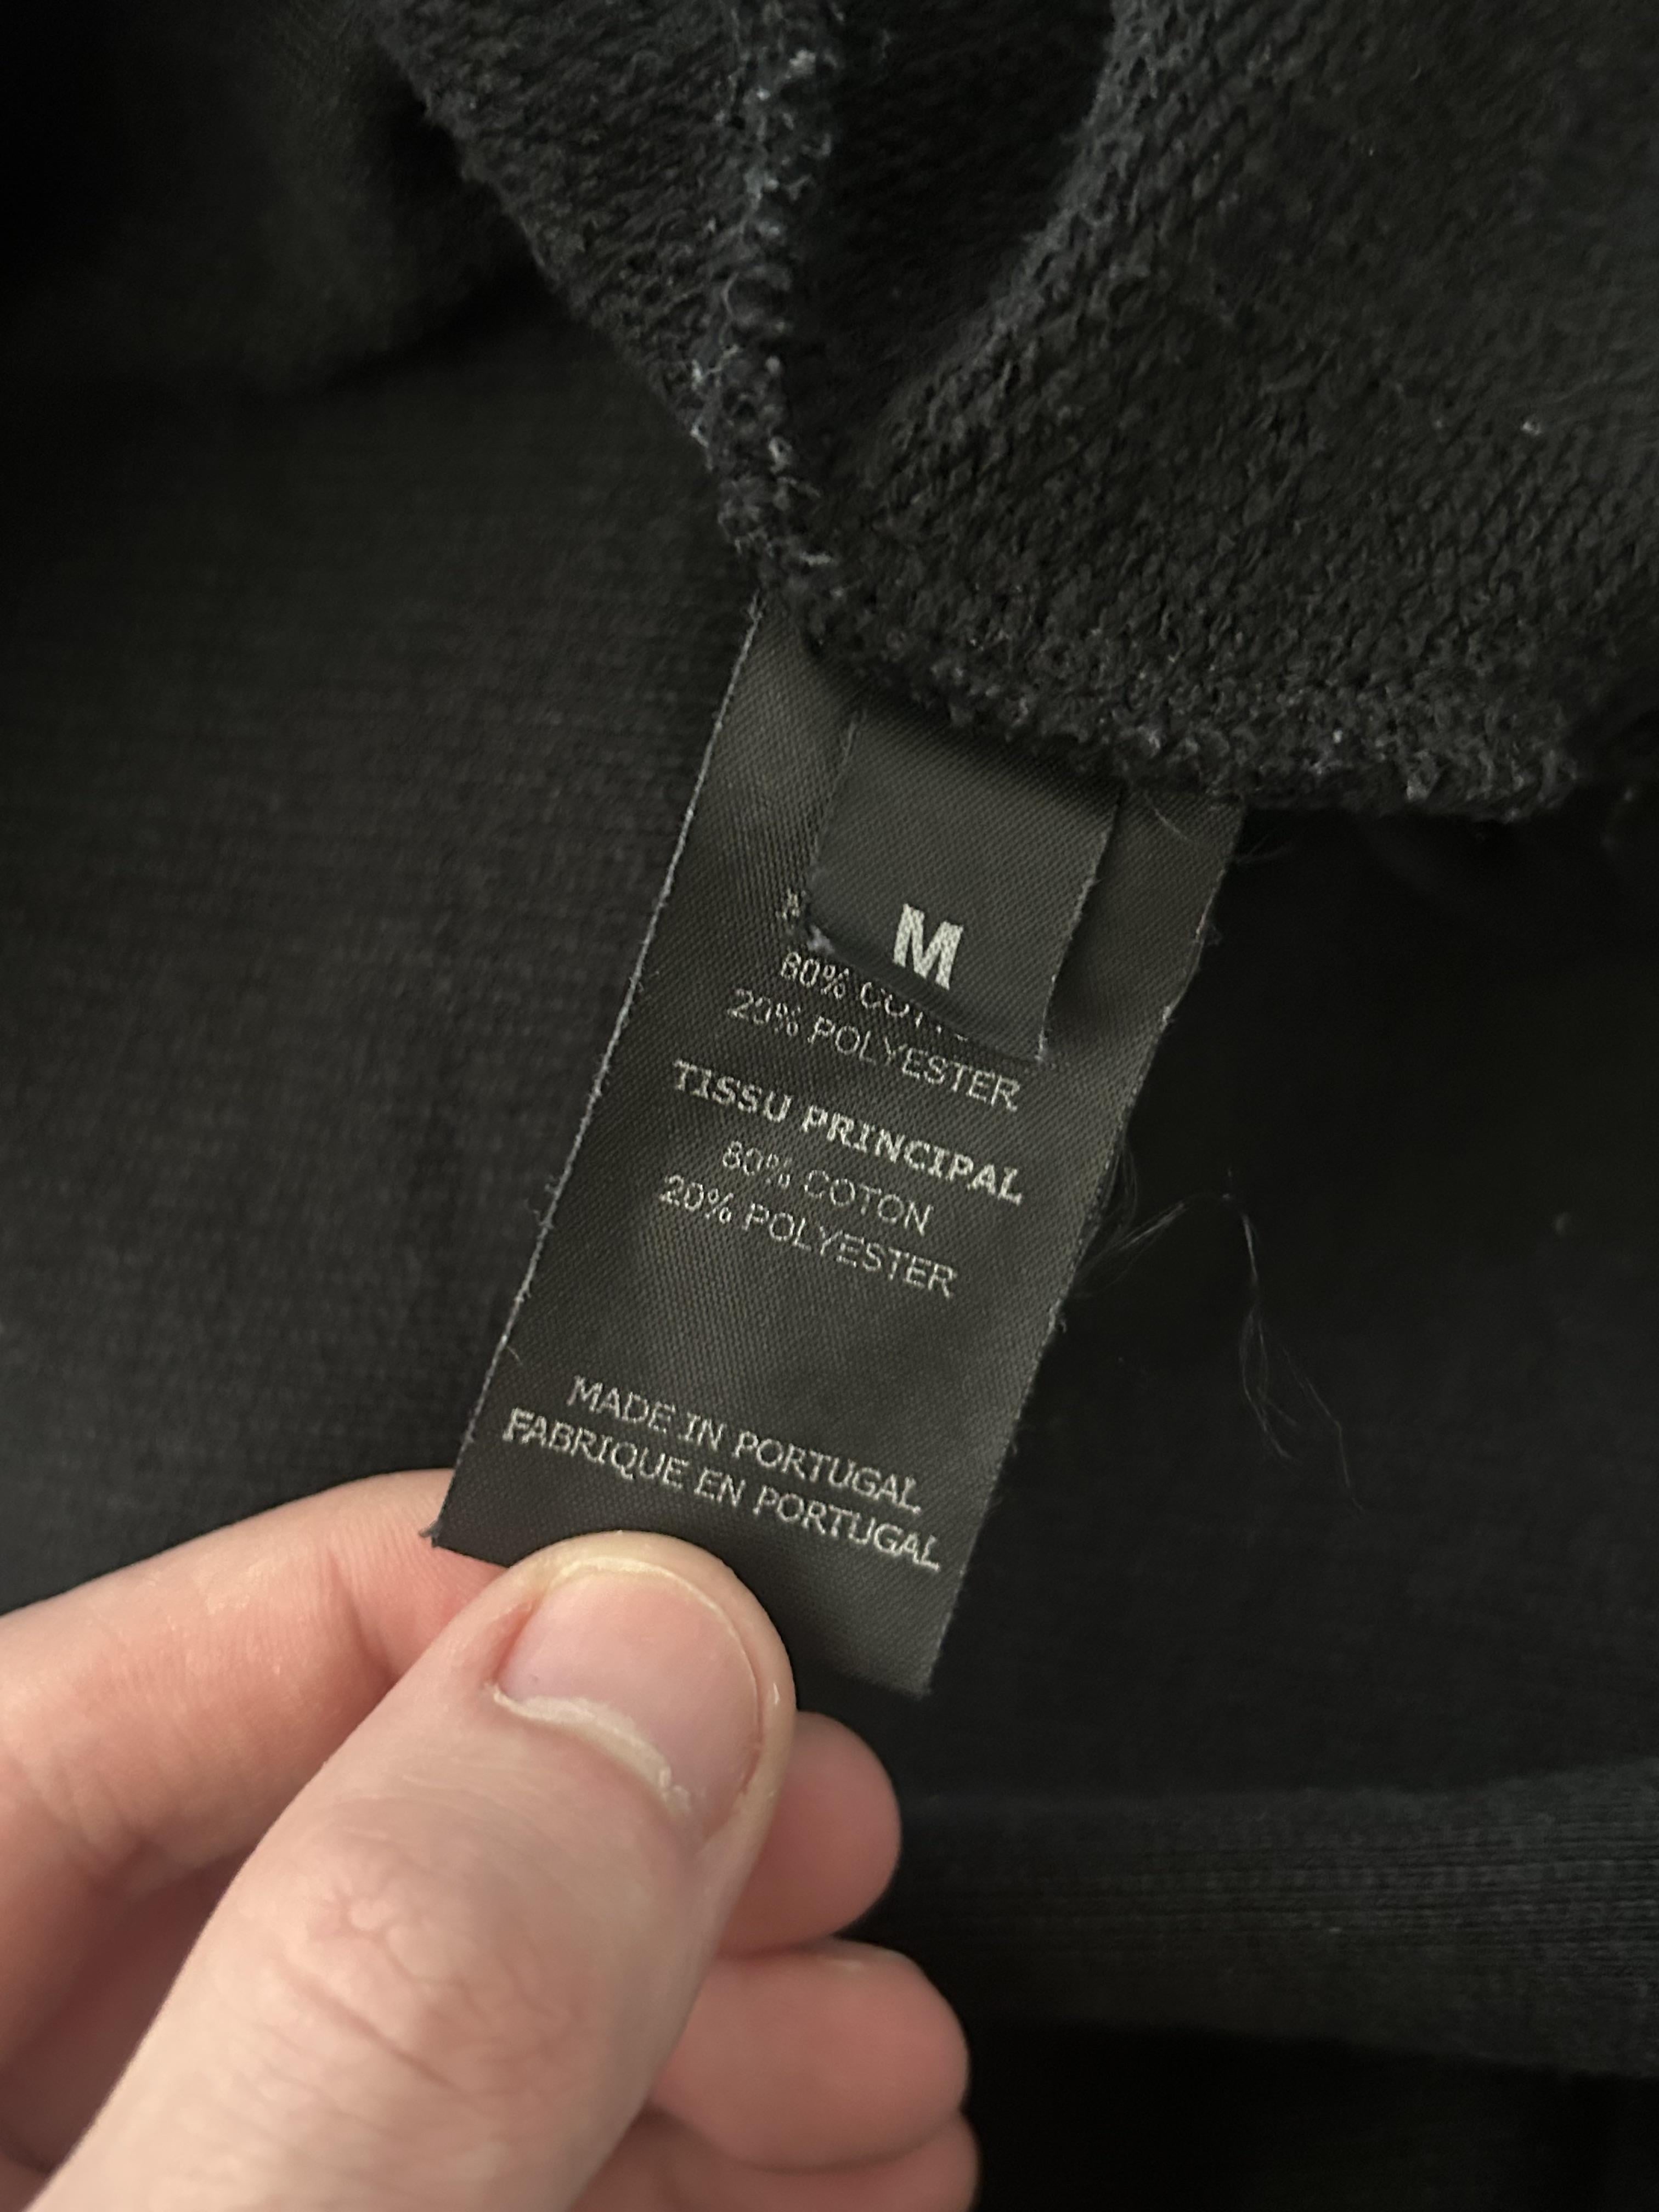 M
80%
20% POLYESTER
TISSU PRINCIPAL
80% COTON
20% POLYESTER
MADE IN PORTUGAL
FABRIQUE EN PORTUGAL